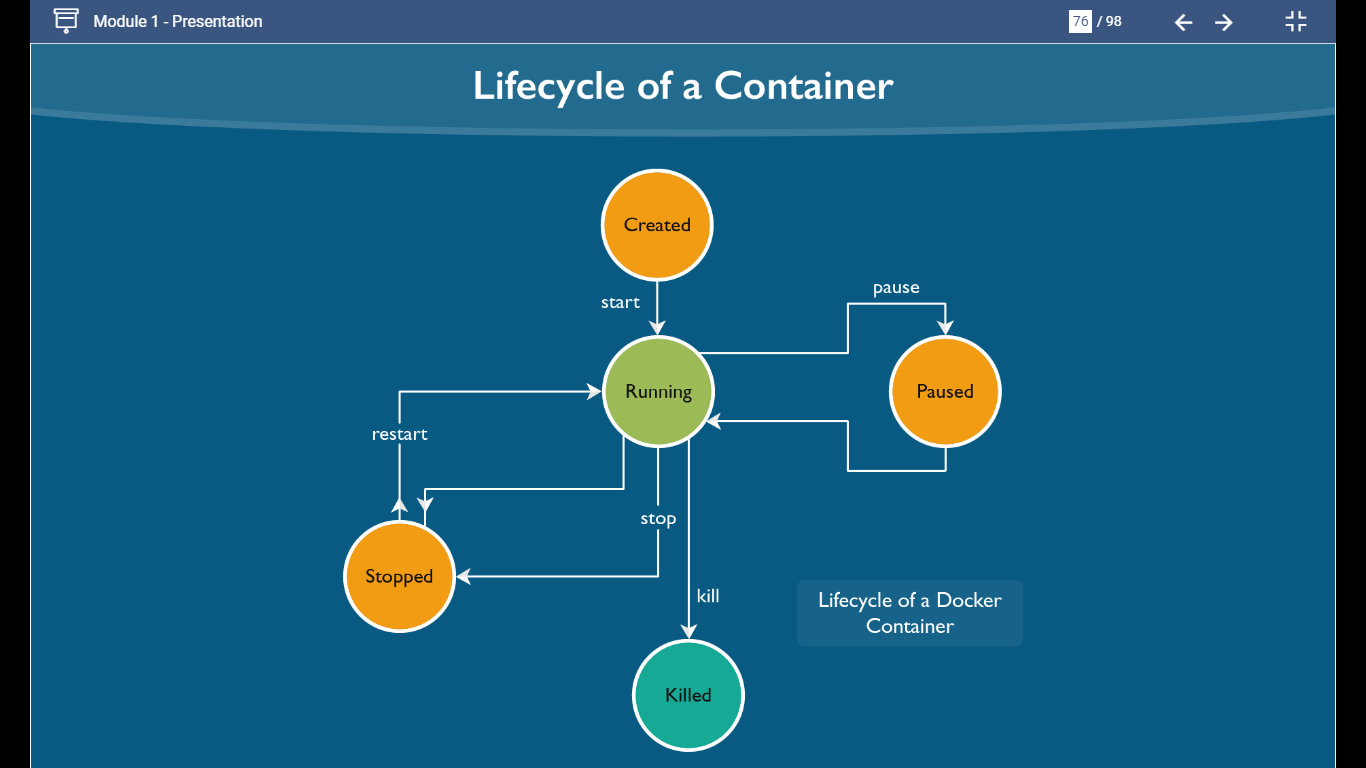 Module 1 - Presentation
76 / 98
Lifecycle of a Container
Created
start
pause
Running
Paused
restart
stop
Stopped
kill
Lifecycle of a Docker
Container
Killed